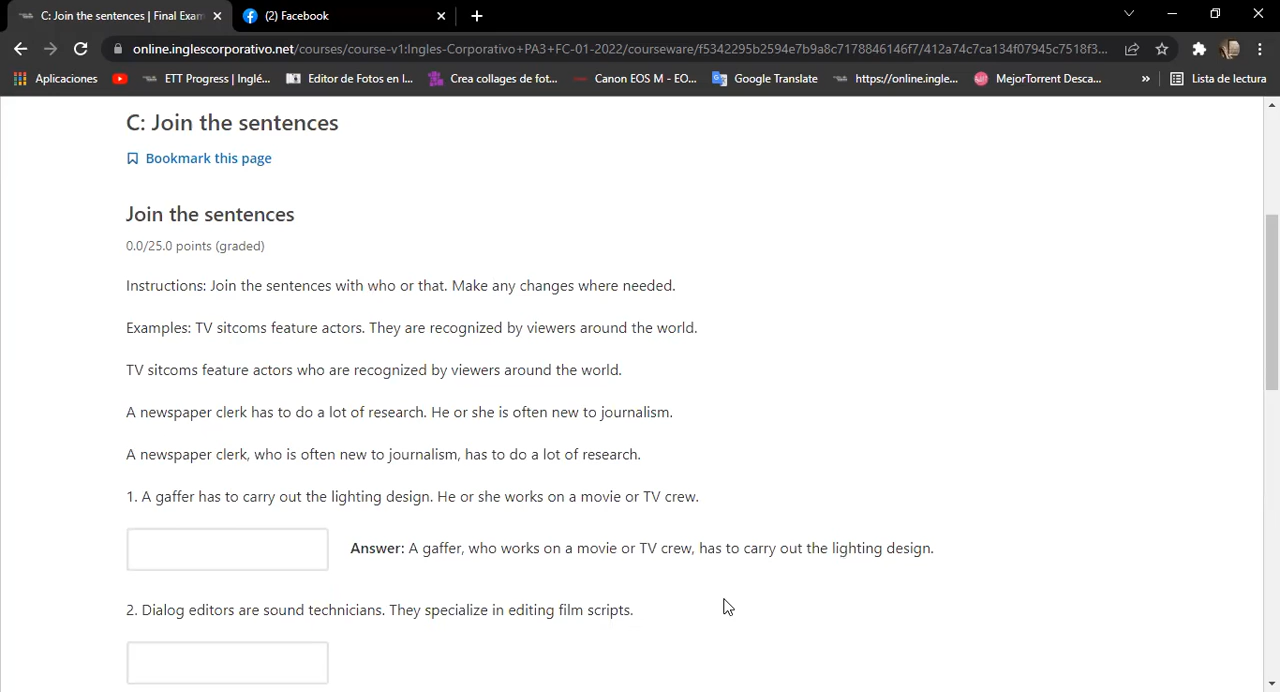 C: Join the sentences | Final Exam
(2) Facebook
online.inglescorporativo.net/courses/course-v1:Ingles-Corporativo+PA3+FC-01-2022/courseware/f5342295b2594e7b9a8c7178846146f7/412a74c7ca134f07945c7518f3...
Aplicaciones ETT Progress | Inglé... Editor de Fotos en l... Crea collages de fot... Canon EOS M - EO... Google Translate https://online.ingle... MejorTorrent Desca... » Lista de lectura
C: Join the sentences
Bookmark this page
Join the sentences
0.0/25.0 points (graded)
Instructions: Join the sentences with who or that. Make any changes where needed.
Examples: TV sitcoms feature actors. They are recognized by viewers around the world.
TV sitcoms feature actors who are recognized by viewers around the world.
A newspaper clerk has to do a lot of research. He or she is often new to journalism.
A newspaper clerk, who is often new to journalism, has to do a lot of research.
1. A gaffer has to carry out the lighting design. He or she works on a movie or TV crew.
Answer: A gaffer, who works on a movie or TV crew, has to carry out the lighting design.
2. Dialog editors are sound technicians. They specialize in editing film scripts.